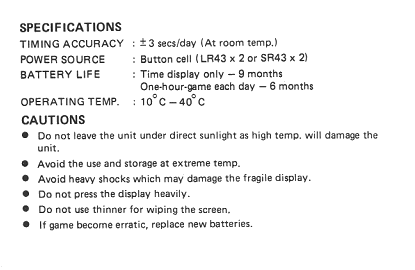 SPECIFICATIONS
TIMING ACCURACY : ±3 secs/day (At room temp.)
POWER SOURCE : Button cell (LR43 x 2 or SR43 x 2)
BATTERY LIFE : Time display only – 9 months
One-hour-game each day – 6 months
OPERATING TEMP. : 10°C – 40°C
CAUTIONS
● Do not leave the unit under direct sunlight as high temp. will damage the
unit.
● Avoid the use and storage at extreme temp.
● Avoid heavy shocks which may damage the fragile display.
● Do not press the display heavily.
● Do not use thinner for wiping the screen.
● If game become erratic, replace new batteries.